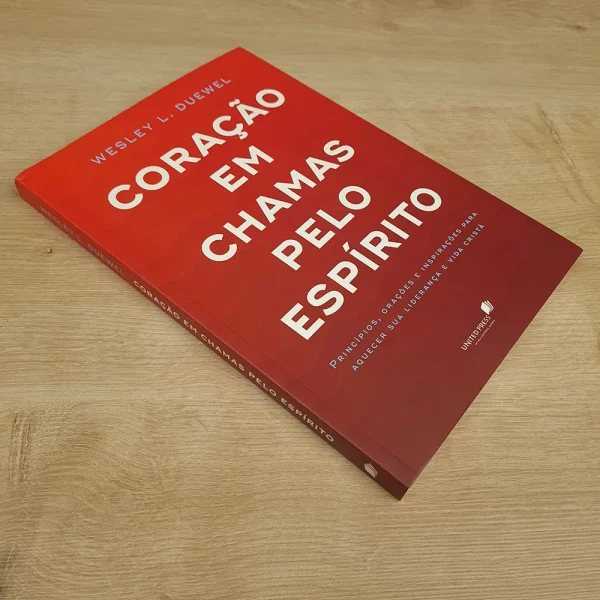 WESLEY L. DUEWEL
CORAÇÃO
EM
CHAMAS
PELO
ESPÍRITO
PRINCÍPIOS, ORAÇÕES E INSPIRAÇÕES PARA
AQUECER SUA LIDERANÇA E VIDA CRISTÃ
UNITED PRESS
WESLEY L. DUEWEL CORAÇÃO EM CHAMAS PELO ESPÍRITO